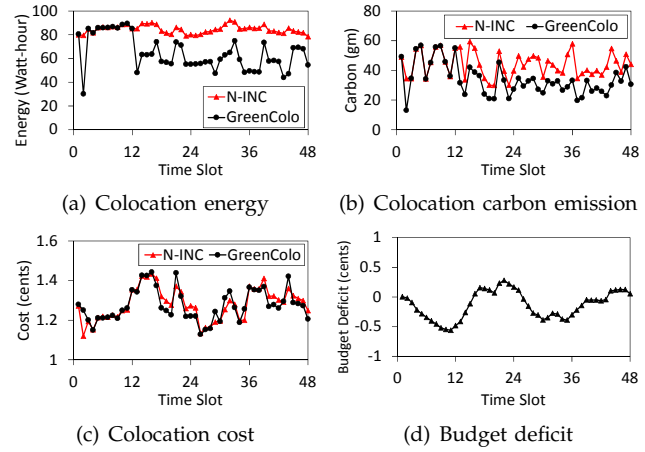 Energy (Watt-hour)
100
80
60
40
20
0
N-INC
GreenColo
0 12 24 36 48
Time Slot
(a) Colocation energy
Carbon (gm)
80
60
40
20
0
N-INC
GreenColo
0 12 24 36 48
Time Slot
(b) Colocation carbon emission
Cost (cents)
1.6
1.4
1.2
1
N-INC GreenColo
0 12 24 36 48
Time Slot
(c) Colocation cost
Budget Deficit (cents)
1
0.5
0
-0.5
-1
0 12 24 36 48
Time Slot
(d) Budget deficit